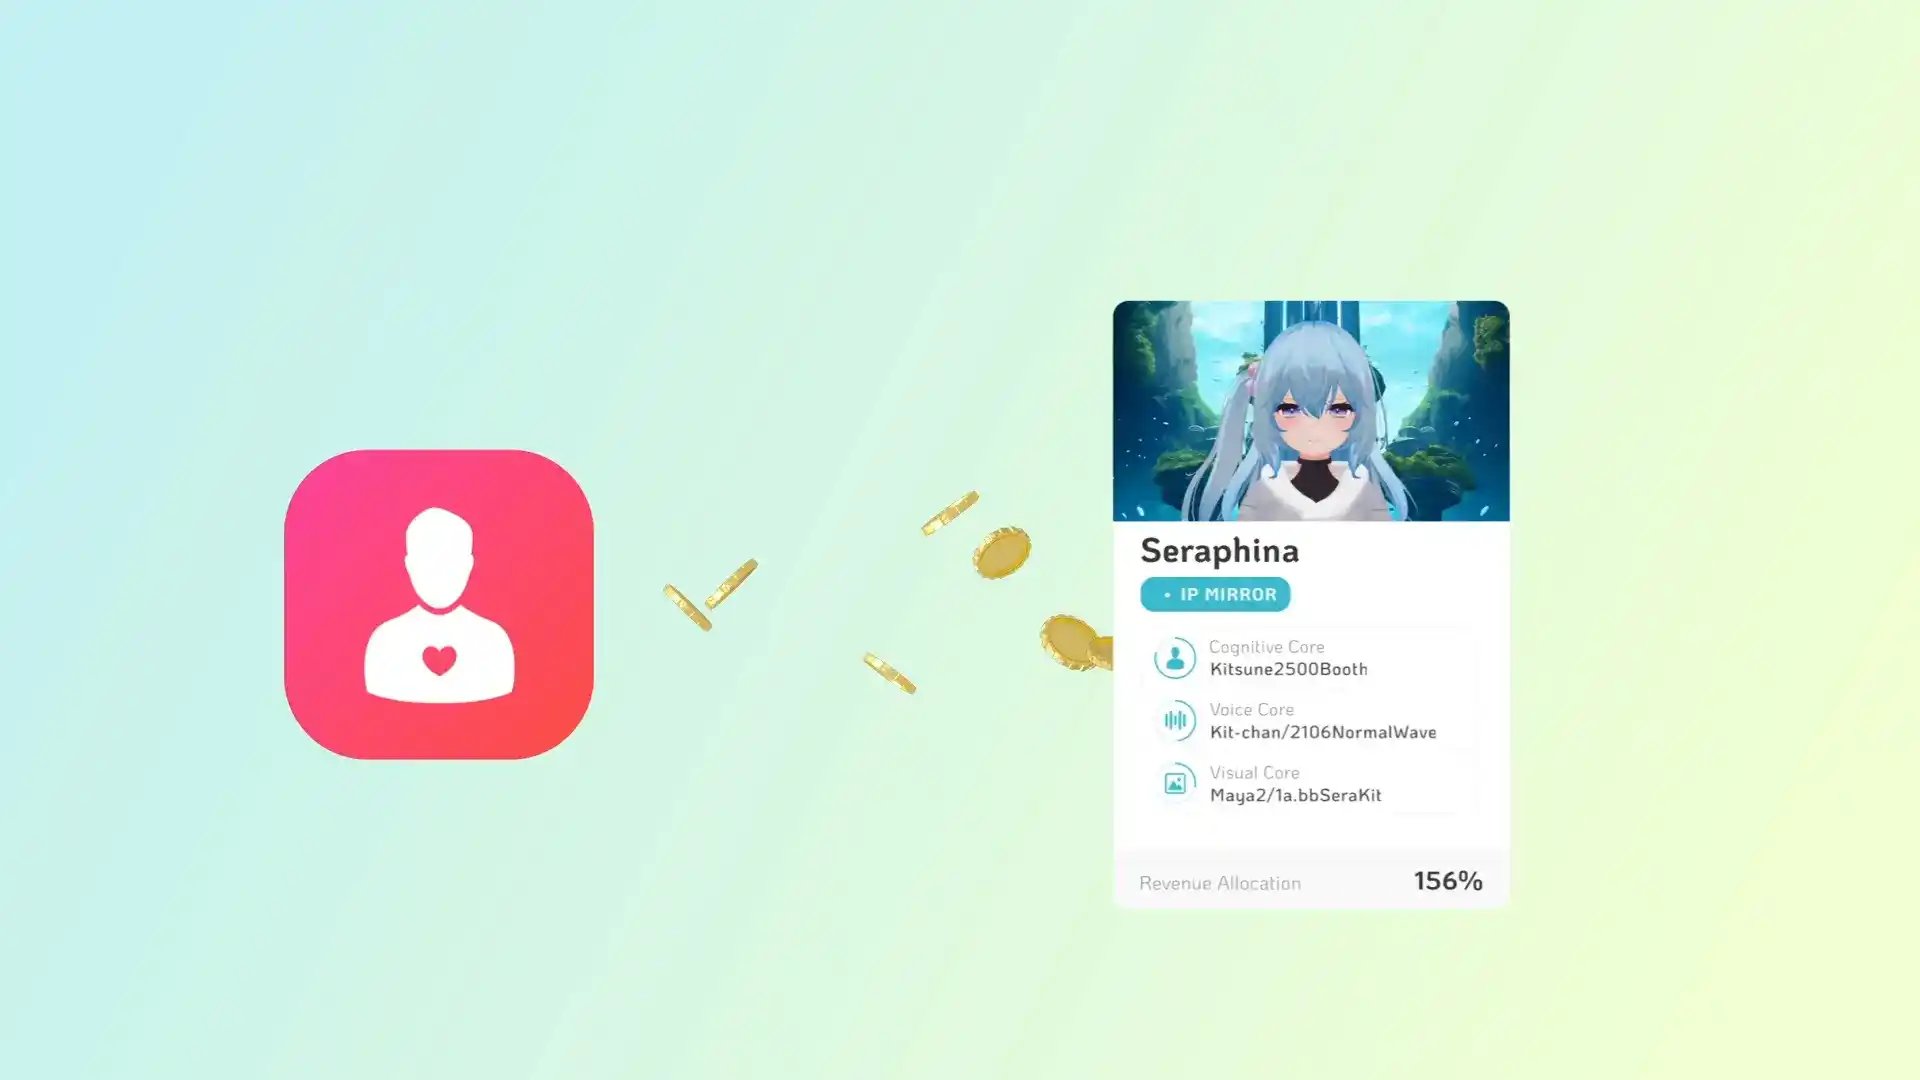 Seraphina
• IP MIRROR
Cognitive Core
Kitsune2500Booth
Voice Core
Kit-chan/2106NormalWave
Visual Core
Maya2/1a.bbSeraKit
Revenue Allocation 156%